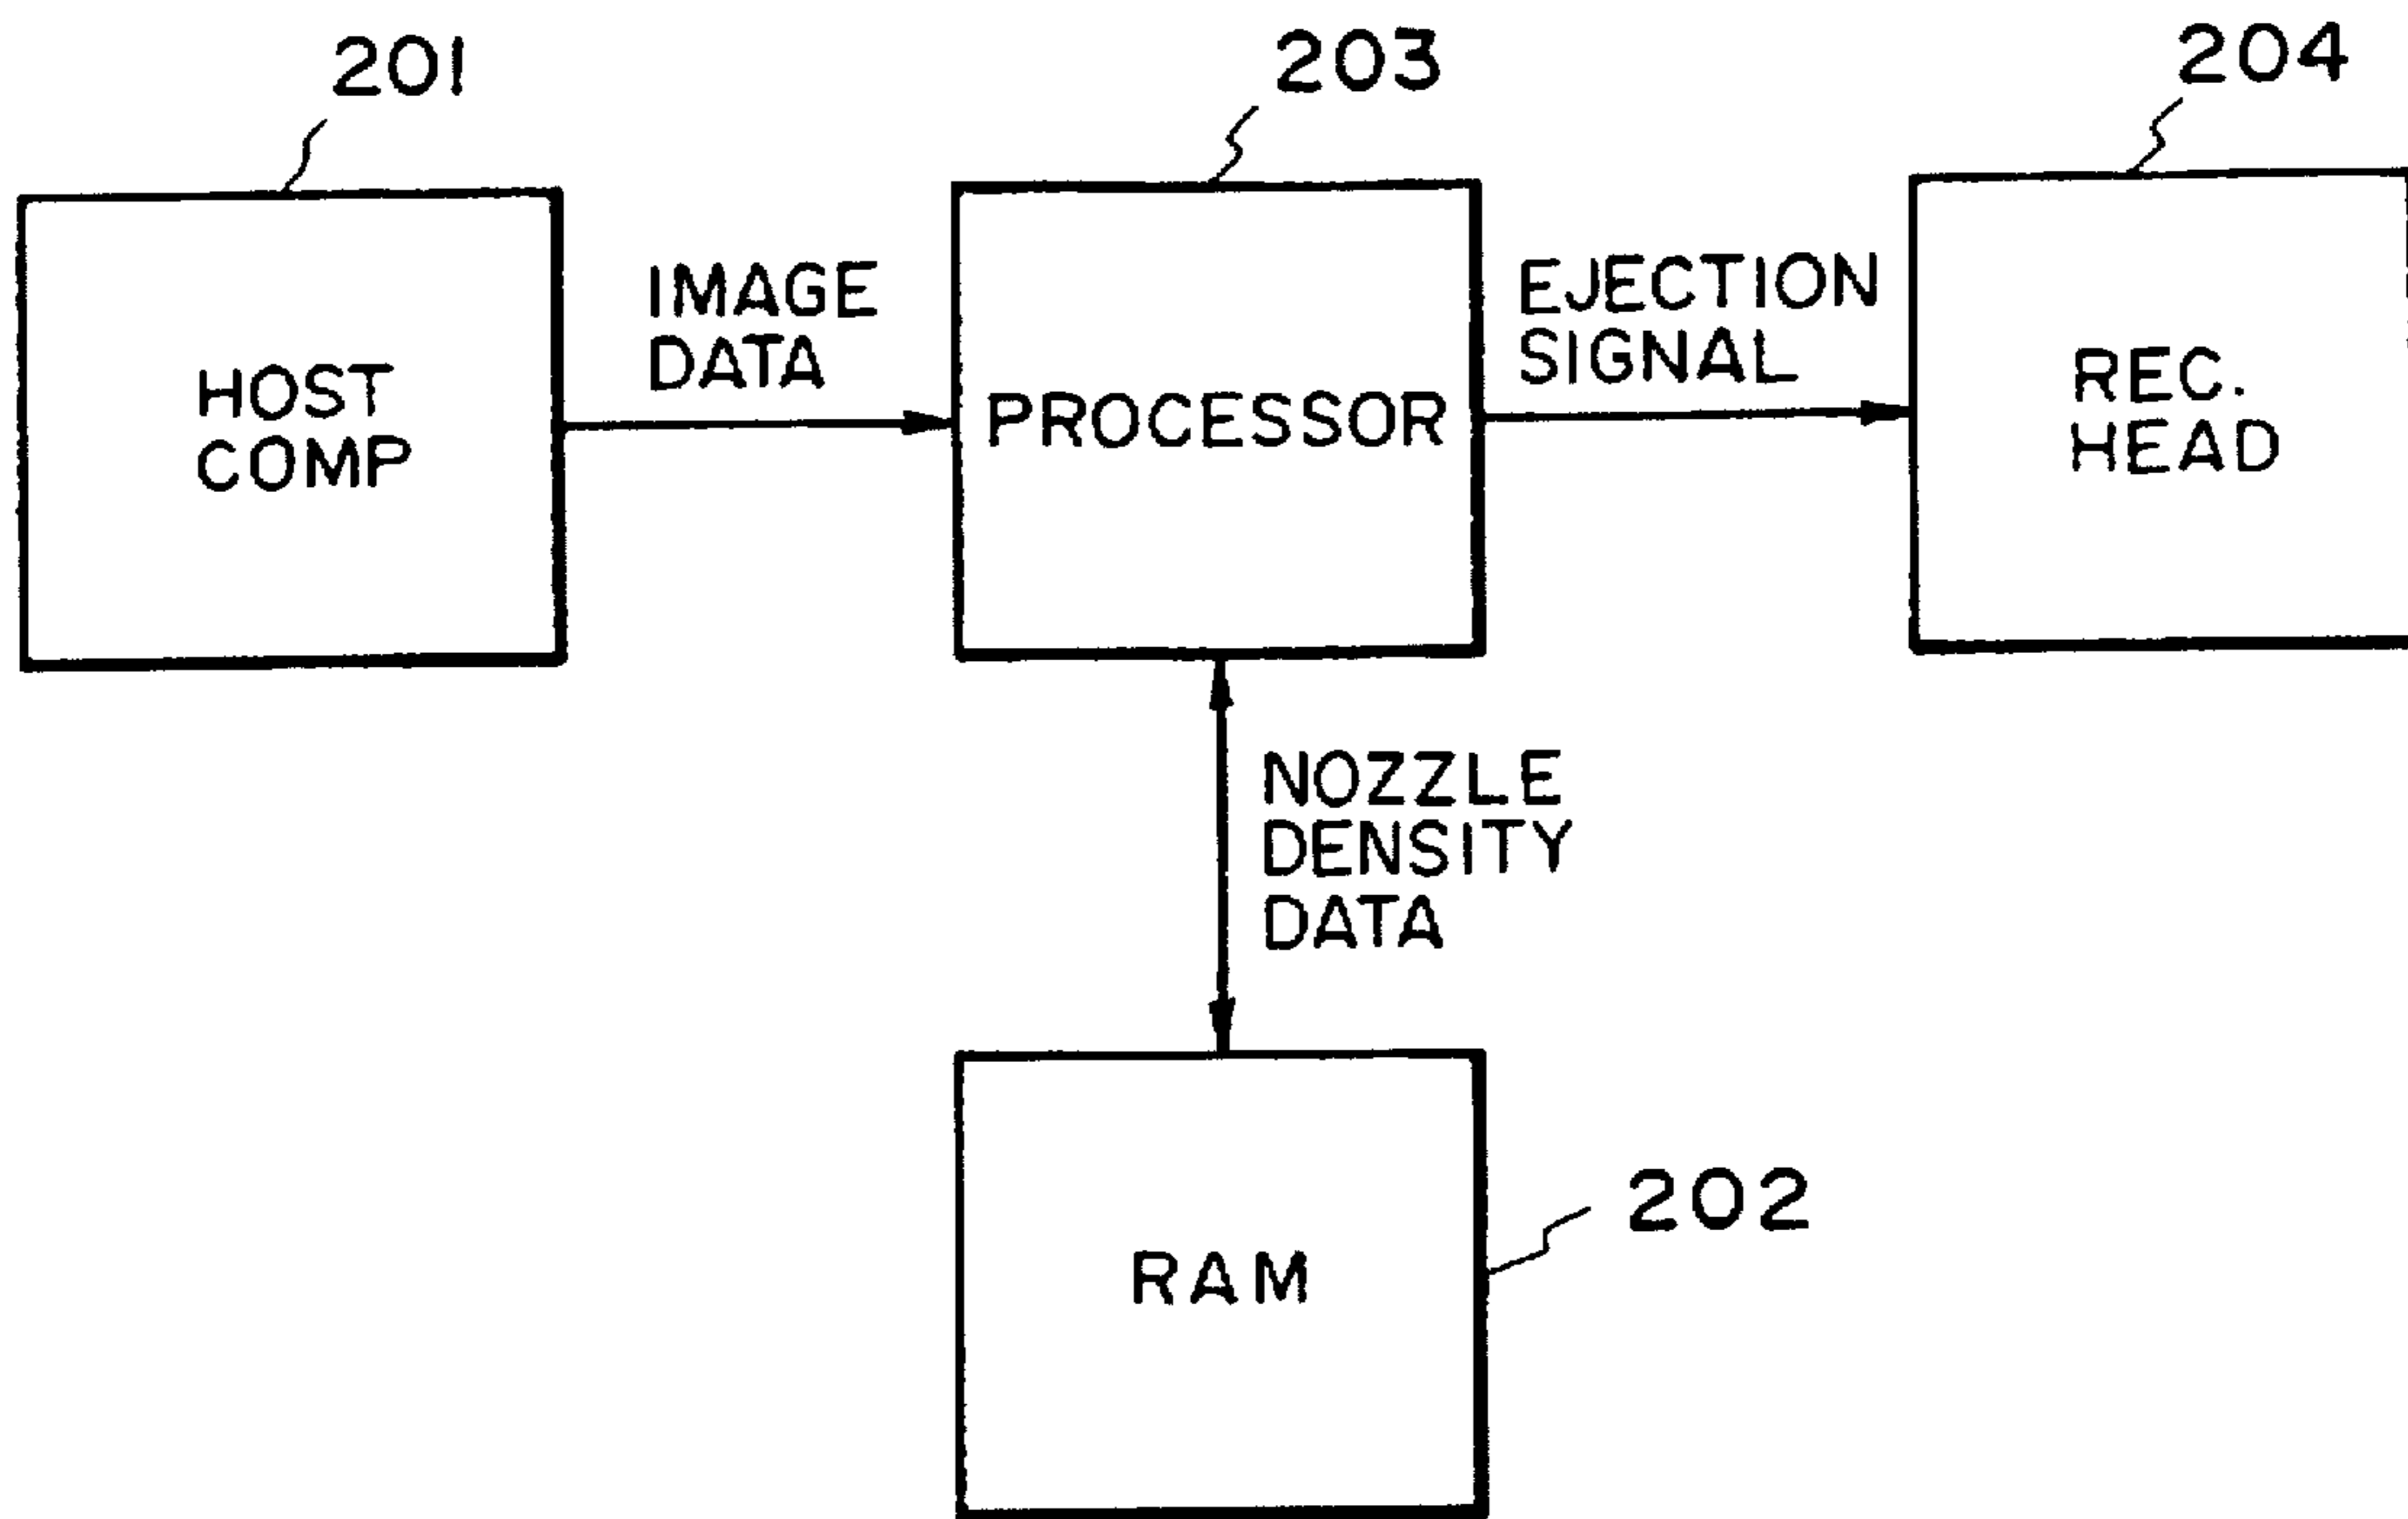 201
203
204
HOST
COMP
IMAGE
DATA
PROCESSOR
EJECTION
SIGNAL
REC.
HEAD
NOZZLE
DENSITY
DATA
RAM
202